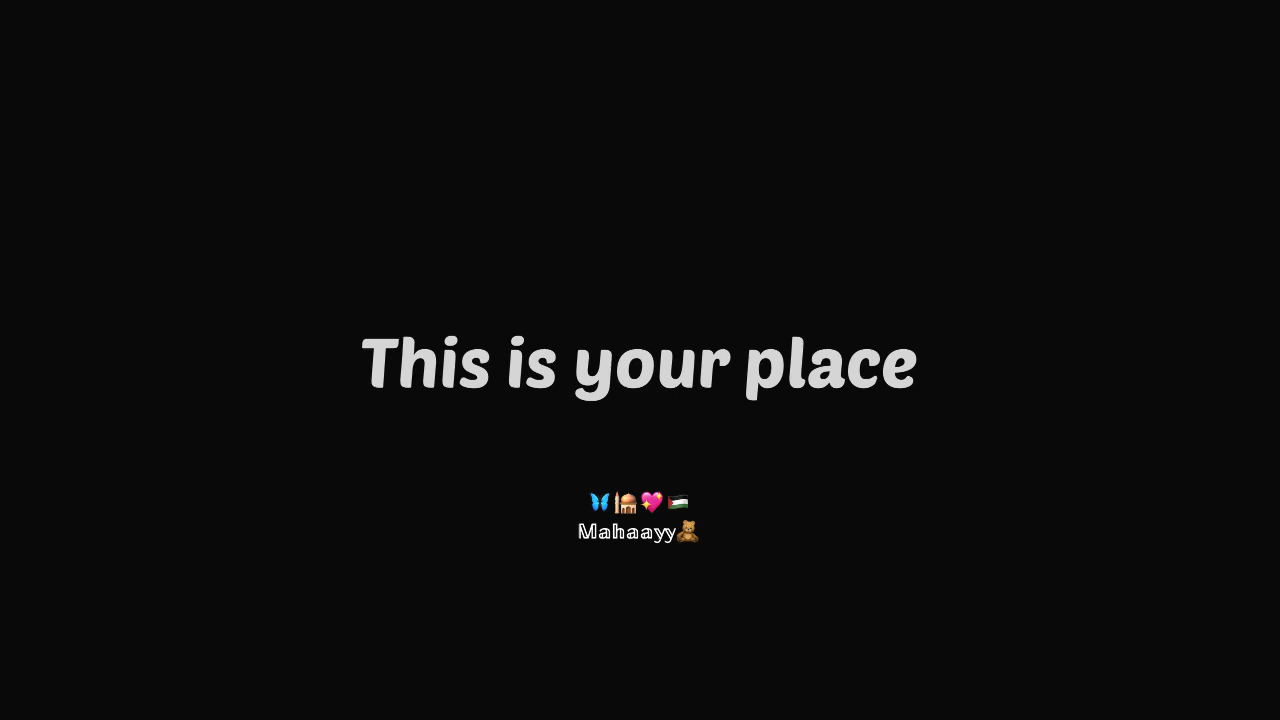 This is your place
🦋🕌💖🇵🇸
𝕄𝕒𝕙𝕒𝕒𝕪𝕪🧸